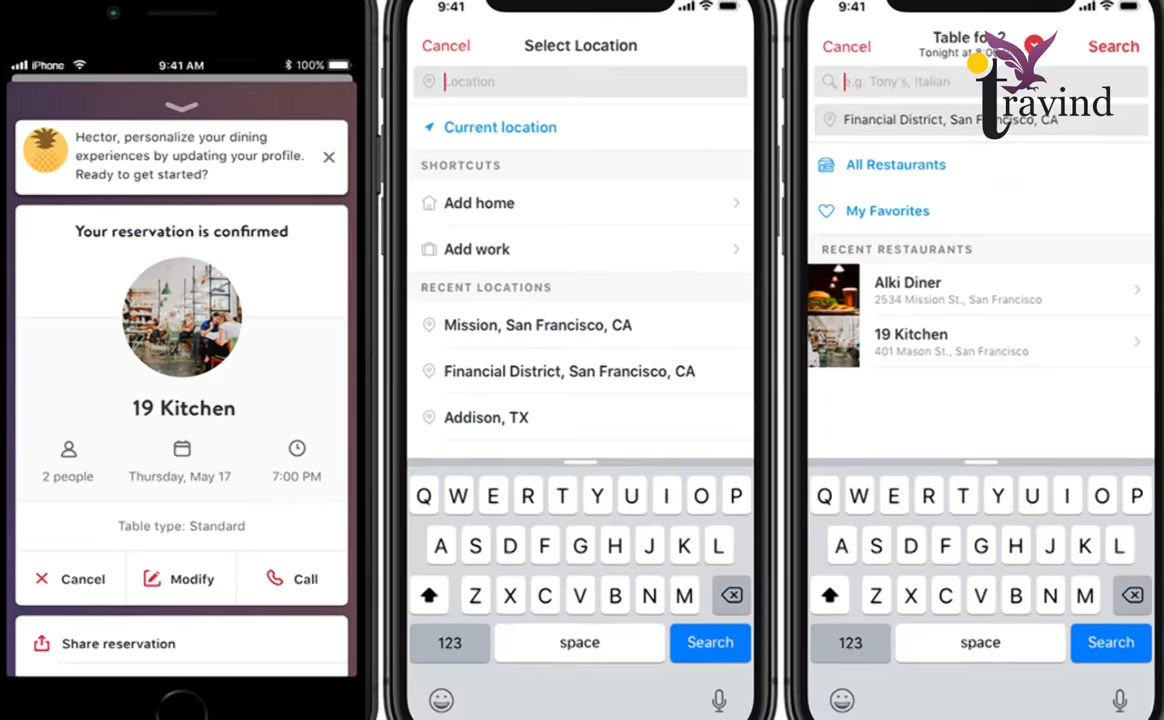 iPhone
9:41 AM
100%
Hector, personalize your dining
experiences by updating your profile.
Ready to get started?
Your reservation is confirmed
19 Kitchen
2 people
Thursday, May 17
7:00 PM
Table type: Standard
Cancel
Modify
Call
Share reservation
9:41
Cancel
Select Location
Location
Current location
SHORTCUTS
Add home
Add work
RECENT LOCATIONS
Mission, San Francisco, CA
Financial District, San Francisco, CA
Addison, TX
Q W E R T Y U I O P
A S D F G H J K L
Z X C V B N M
123
space
Search
9:41
Cancel
Table for 2
Tonight at
Search
e.g. Tony's, Italian
travind
Financial District, San Francisco, CA
All Restaurants
My Favorites
RECENT RESTAURANTS
Alki Diner
2534 Mission St., San Francisco
19 Kitchen
401 Mason St., San Francisco
Q W E R T Y U I O P
A S D F G H J K L
Z X C V B N M
123
space
Search